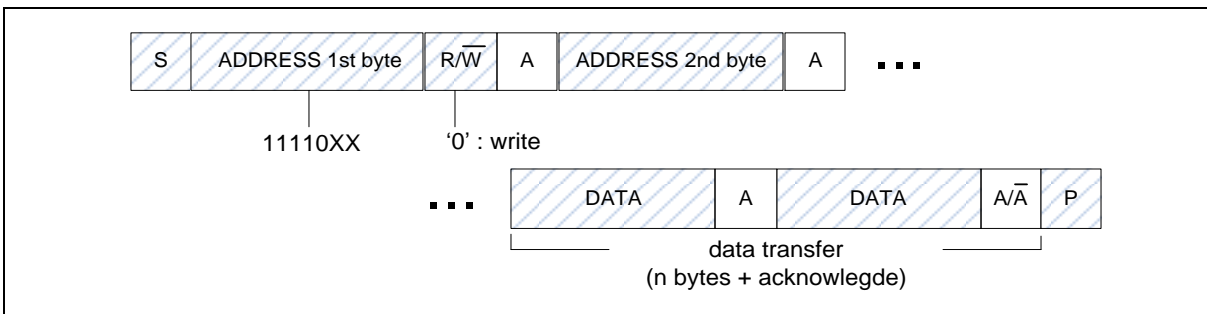 S ADDRESS 1st byte R/W̅ A ADDRESS 2nd byte A ...
11110XX ‘0’ : write
... DATA A DATA A/A̅ P
data transfer
(n bytes + acknowlegde)